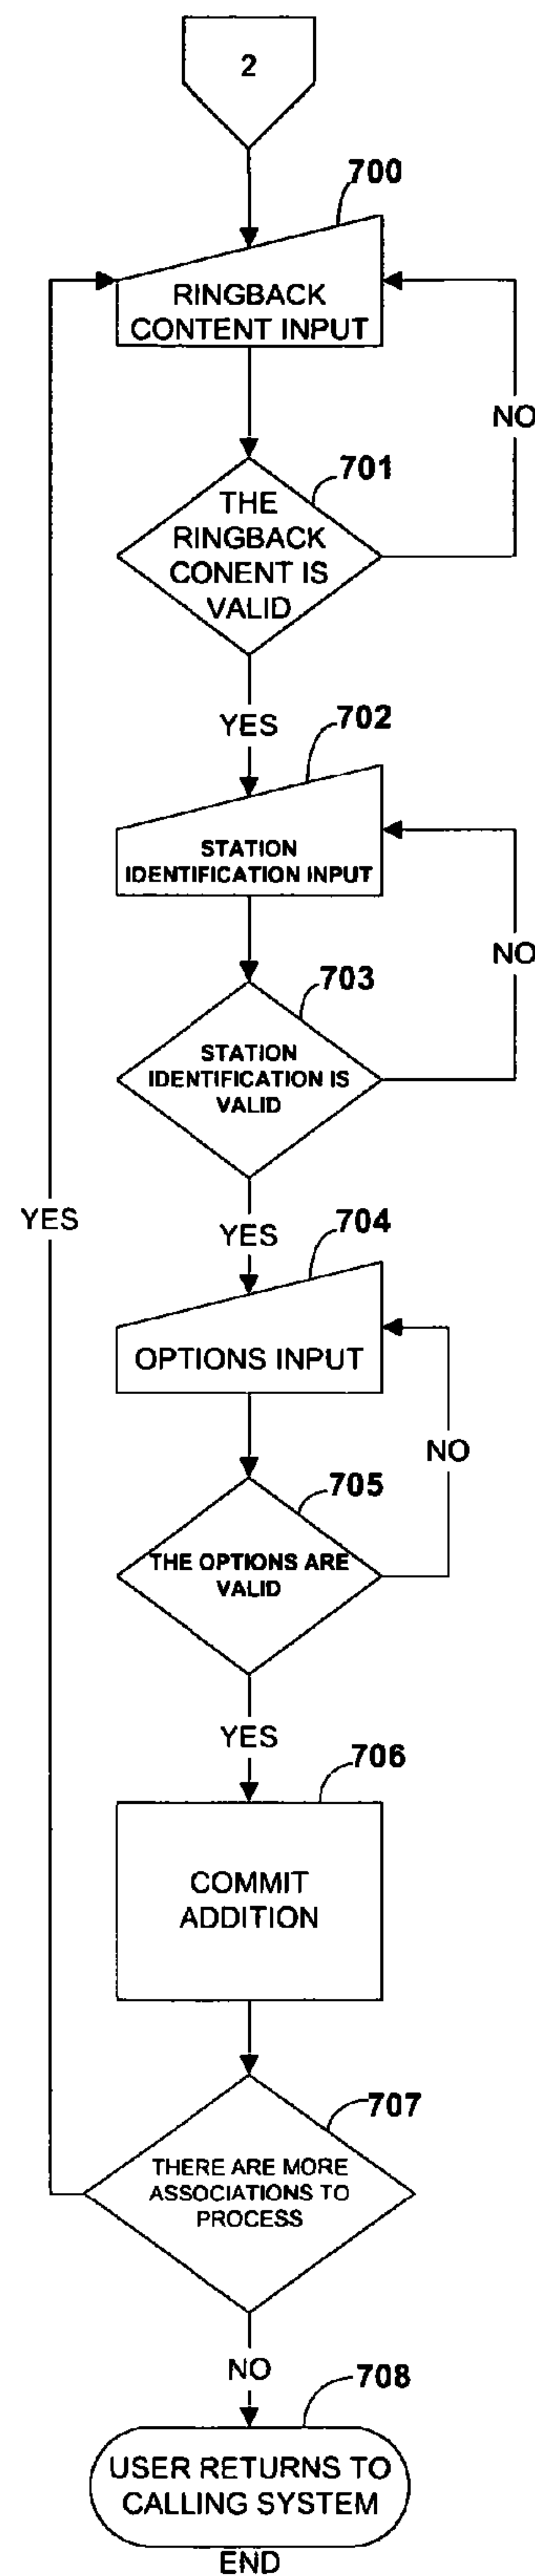 2
700
RINGBACK
CONTENT INPUT
NO
701
THE
RINGBACK
CONENT IS
VALID
YES
702
STATION
IDENTIFICATION INPUT
NO
703
STATION
IDENTIFICATION IS
VALID
YES
YES
704
OPTIONS INPUT
NO
705
THE OPTIONS ARE
VALID
YES
706
COMMIT
ADDITION
707
THERE ARE MORE
ASSOCIATIONS TO
PROCESS
NO
708
USER RETURNS TO
CALLING SYSTEM
END